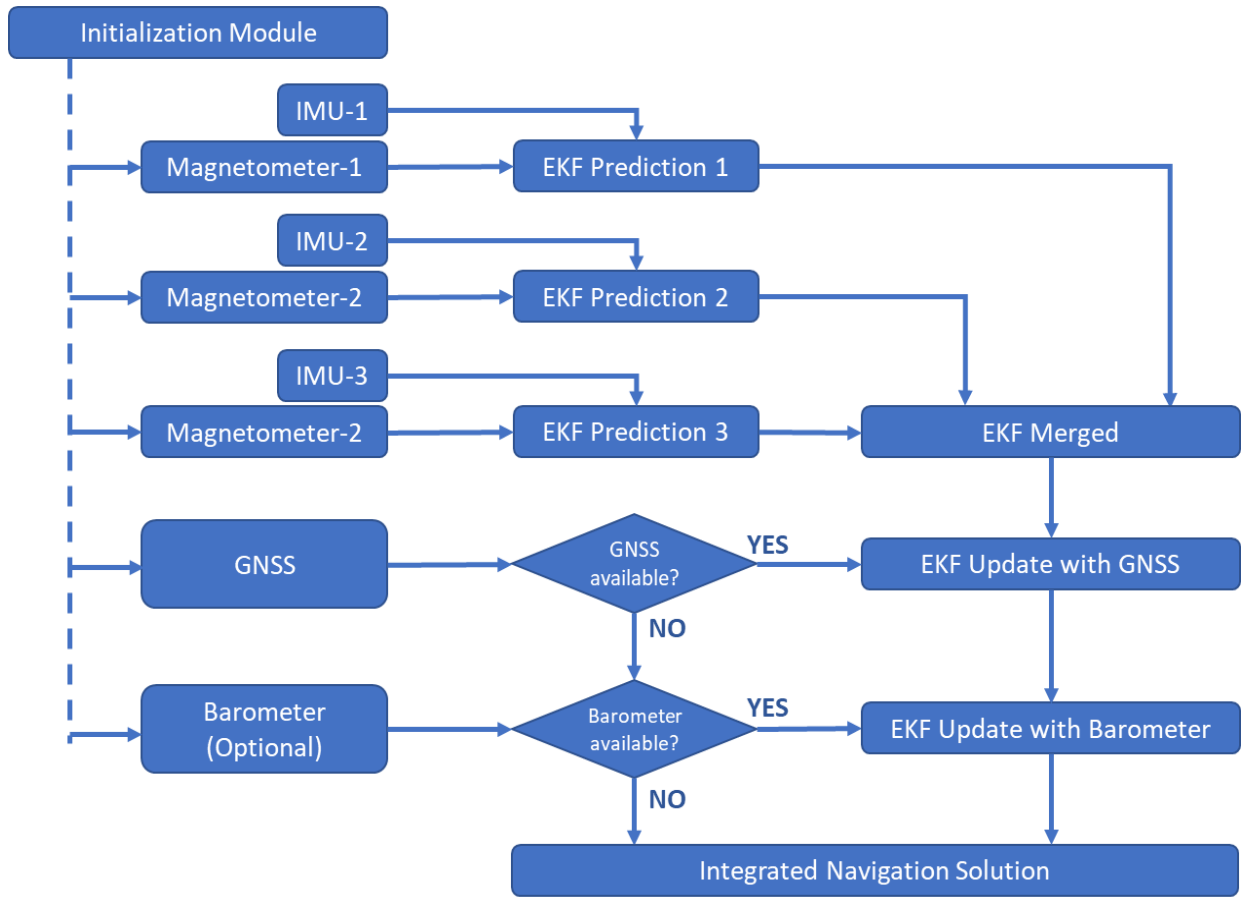 Initialization Module
IMU-1
Magnetometer-1
EKF Prediction 1
IMU-2
Magnetometer-2
EKF Prediction 2
IMU-3
Magnetometer-2
EKF Prediction 3
EKF Merged
GNSS
GNSS
available?
YES
EKF Update with GNSS
NO
Barometer
(Optional)
Barometer
available?
YES
EKF Update with Barometer
NO
Integrated Navigation Solution